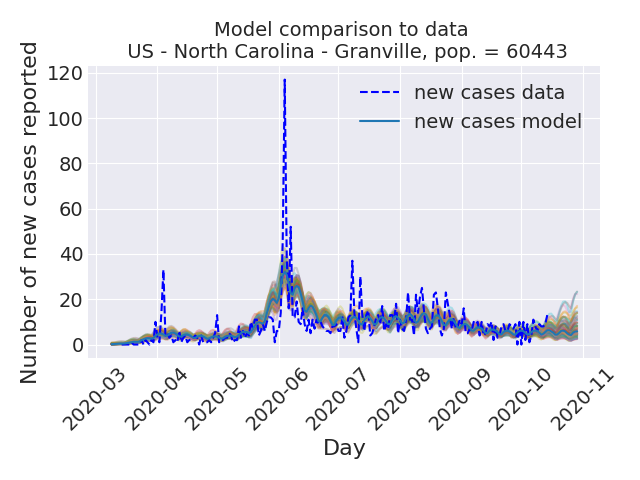 Model comparison to data
US - North Carolina - Granville, pop. = 60443
Number of new cases reported
120
100
80
60
40
20
0
new cases data
new cases model
2020-03
2020-04
2020-05
2020-06
2020-07
2020-08
2020-09
2020-10
2020-11
Day